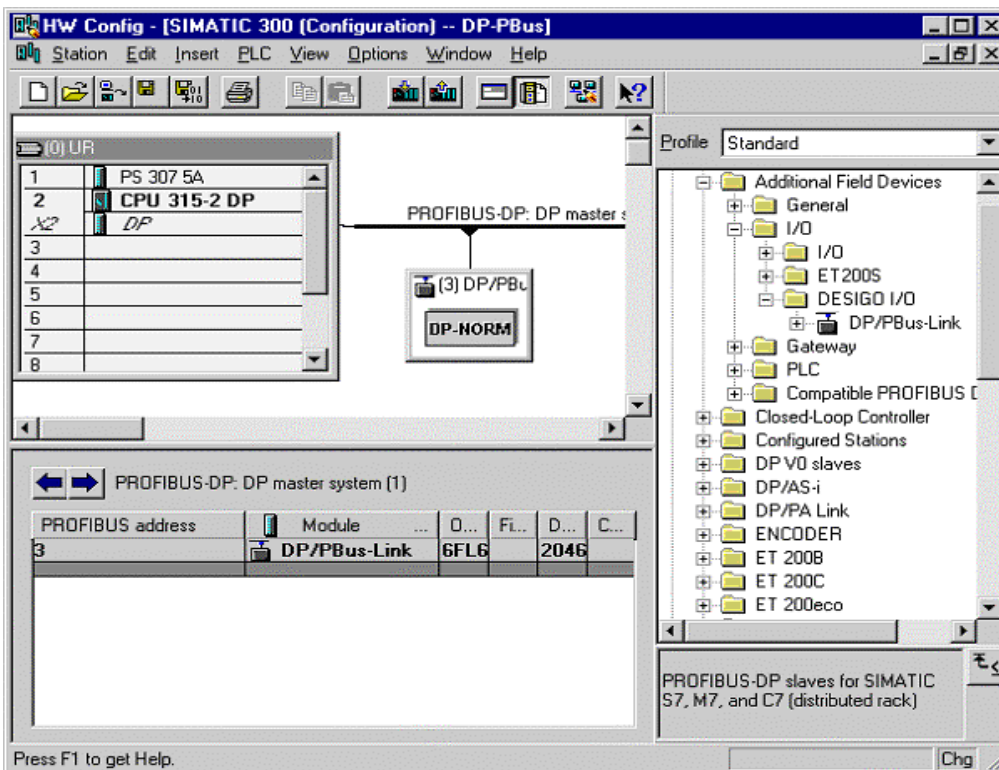 HW Config - [SIMATIC 300 (Configuration) -- DP-PBus]
Station Edit Insert PLC View Options Window Help
(0) UR
1 PS 307 5A
2 CPU 315-2 DP
X2 DP
3
4
5
6
7
8
PROFIBUS-DP: DP master s
(3) DP/PBu
DP-NORM
Profile Standard
Additional Field Devices
General
I/O
I/O
ET200S
DESIGO I/O
DP/PBus-Link
Gateway
PLC
Compatible PROFIBUS D
Closed-Loop Controller
Configured Stations
DP V0 slaves
DP/AS-i
DP/PA Link
ENCODER
ET 200B
ET 200C
ET 200eco
PROFIBUS-DP slaves for SIMATIC
S7, M7, and C7 (distributed rack)
PROFIBUS-DP: DP master system (1)
PROFIBUS address Module ... O... Fi... D... C...
3 DP/PBus-Link 6FL6 2046
Press F1 to get Help.
Chg